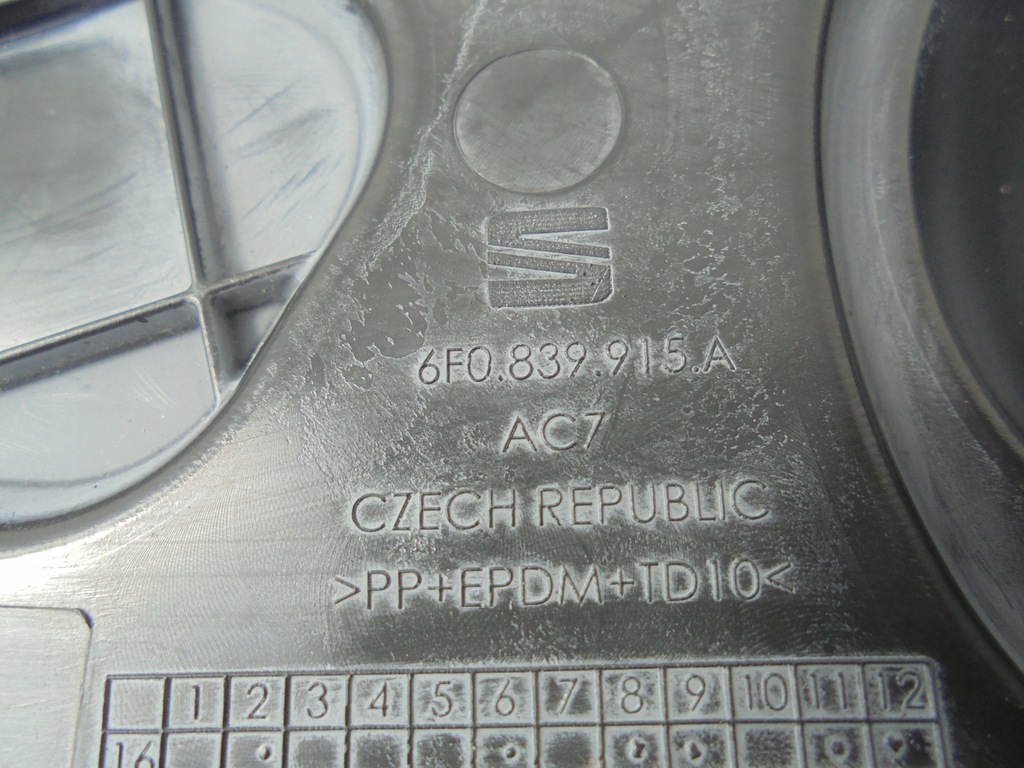 6F0.839.915.A
AC7
CZECH REPUBLIC
>PP+EPDM+TD10<
1 2 3 4 5 6 7 8 9 10 11 12
16